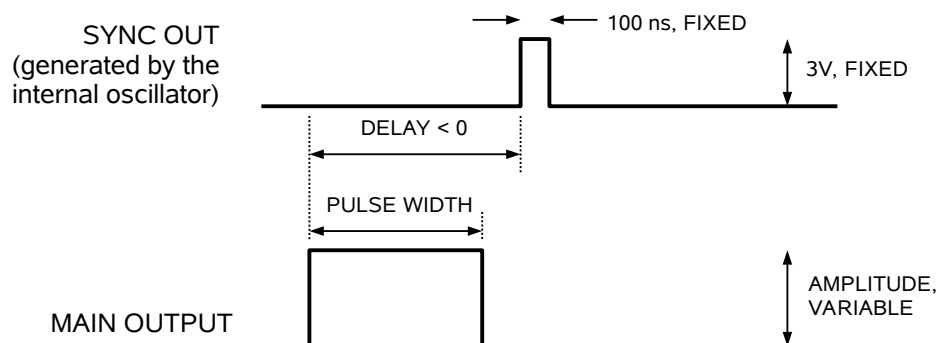 SYNC OUT
(generated by the
internal oscillator)
100 ns, FIXED
3V, FIXED
DELAY < 0
PULSE WIDTH
MAIN OUTPUT
AMPLITUDE,
VARIABLE